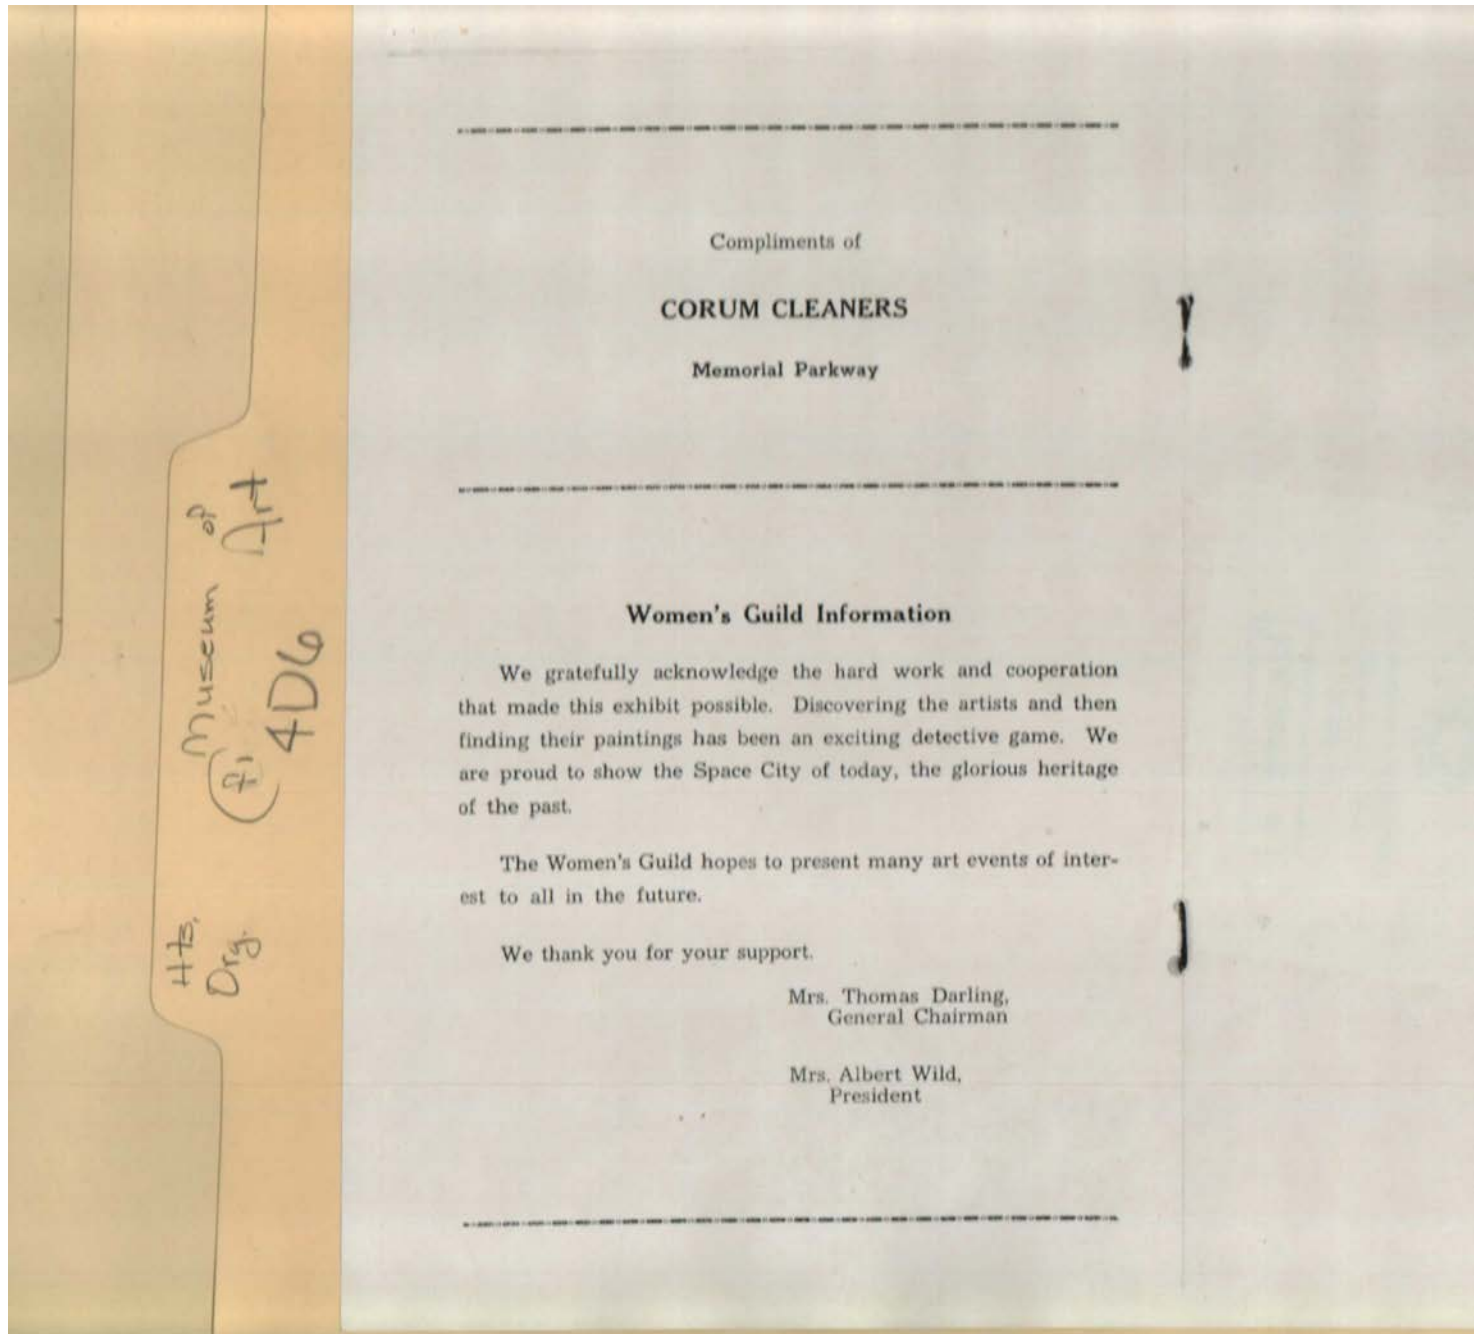 Compliments of
CORUM CLEANERS
Memorial Parkway
Women's Guild Information
We gratefully acknowledge the hard work and cooperation
that made this exhibit possible. Discovering the artists and then
finding their paintings has been an exciting detective game. We
are proud to show the Space City of today, the glorious heritage
of the past.
The Women's Guild hopes to present many art events of inter-
est to all in the future.
We thank you for your support.
Mrs. Thomas Darling,
General Chairman
Mrs. Albert Wild,
President
Museum of
Art
4D6
Org.